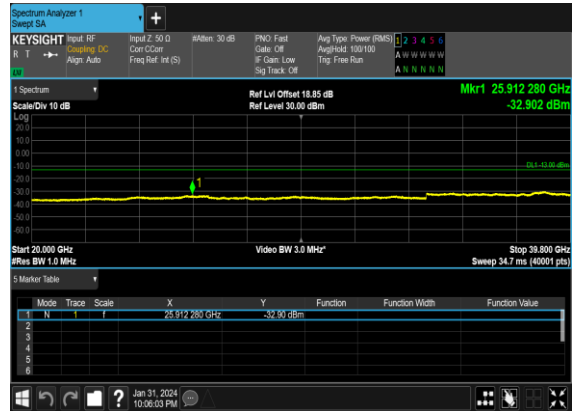 Spectrum Analyzer 1
Swept SA
+
KEYSIGHT Input: RF Input Z: 50 Ω #Atten: 30 dB PNO: Fast Avg Type: Power (RMS) 1 2 3 4 5 6
R T Coupling: DC Corr CCorr Gate: Off Avg|Hold: 100/100 A W W W W W
Align: Auto Freq Ref: Int (S) IF Gain: Low Trig: Free Run
Sig Track: Off A N N N N N
1 Spectrum Ref Lvl Offset 18.85 dB Mkr1 25.912 280 GHz
Scale/Div 10 dB Ref Level 30.00 dBm -32.902 dBm
Log
20.0
10.0
0.00
-10.0
DL1 -13.00 dBm
-20.0
1
-30.0
-40.0
-50.0
-60.0
Start 20.000 GHz Video BW 3.0 MHz* Stop 39.800 GHz
#Res BW 1.0 MHz Sweep 34.7 ms (40001 pts)
5 Marker Table
Mode Trace Scale X Y Function Function Width Function Value
1 N 1 f 25.912 280 GHz -32.90 dBm
2
3
4
5
6
? Jan 31, 2024
10:06:03 PM